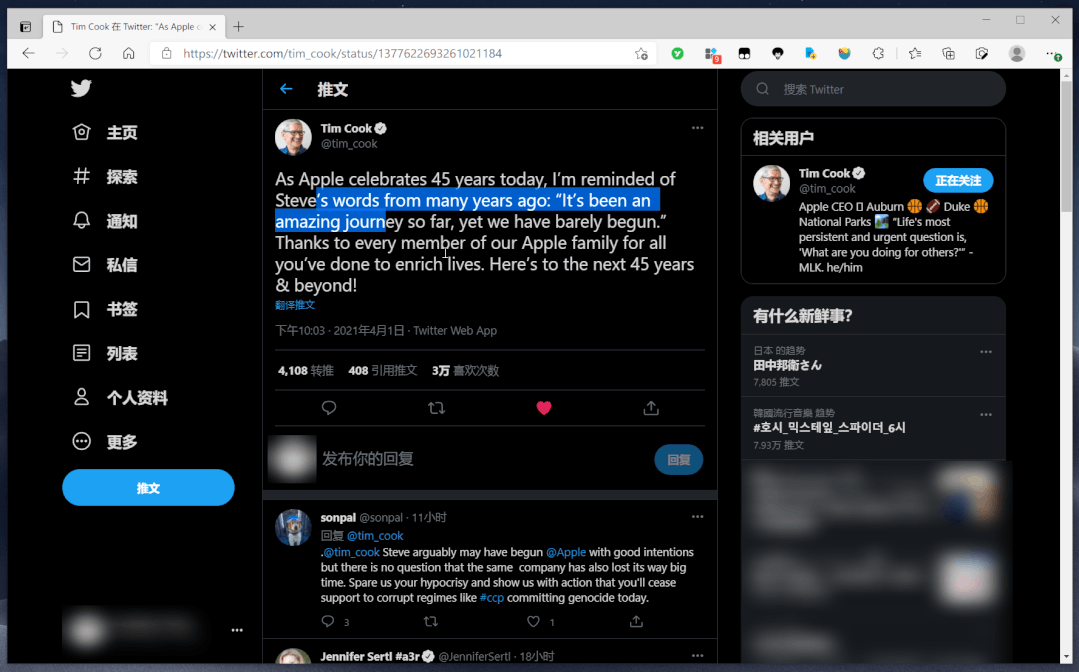 Tim Cook 在 Twitter: "As Apple c
https://twitter.com/tim_cook/status/1377622693261021184
9
主页
探索
通知
私信
书签
列表
个人资料
更多
推文
推文
Tim Cook
@tim_cook
As Apple celebrates 45 years today, I’m reminded of
Steve’s words from many years ago: “It’s been an
amazing journey so far, yet we have barely begun.”
Thanks to every member of our Apple family for all
you’ve done to enrich lives. Here’s to the next 45 years
& beyond!
翻译推文
下午10:03 · 2021年4月1日 · Twitter Web App
4,108 转推 408 引用推文 3万 喜欢次数
发布你的回复
回复
sonpal @sonpal · 11小时
回复 @tim_cook
.@tim_cook Steve arguably may have begun @Apple with good intentions
but there is no question that the same company has also lost its way big
time. Spare us your hypocrisy and show us with action that you'll cease
support to corrupt regimes like #ccp committing genocide today.
3
1
Jennifer Sertl #a3r @JenniferSertl · 18小时
搜索 Twitter
相关用户
Tim Cook
@tim_cook
正在关注
Apple CEO Auburn 🏀 🏈 Duke 🏀
National Parks 🏞️ “Life's most
persistent and urgent question is,
'What are you doing for others?'” -
MLK. he/him
有什么新鲜事?
日本 的趋势
田中邦衛さん
7,805 推文
韓國流行音樂 趋势
#호시_믹스테잎_스파이더_6시
7.93万 推文